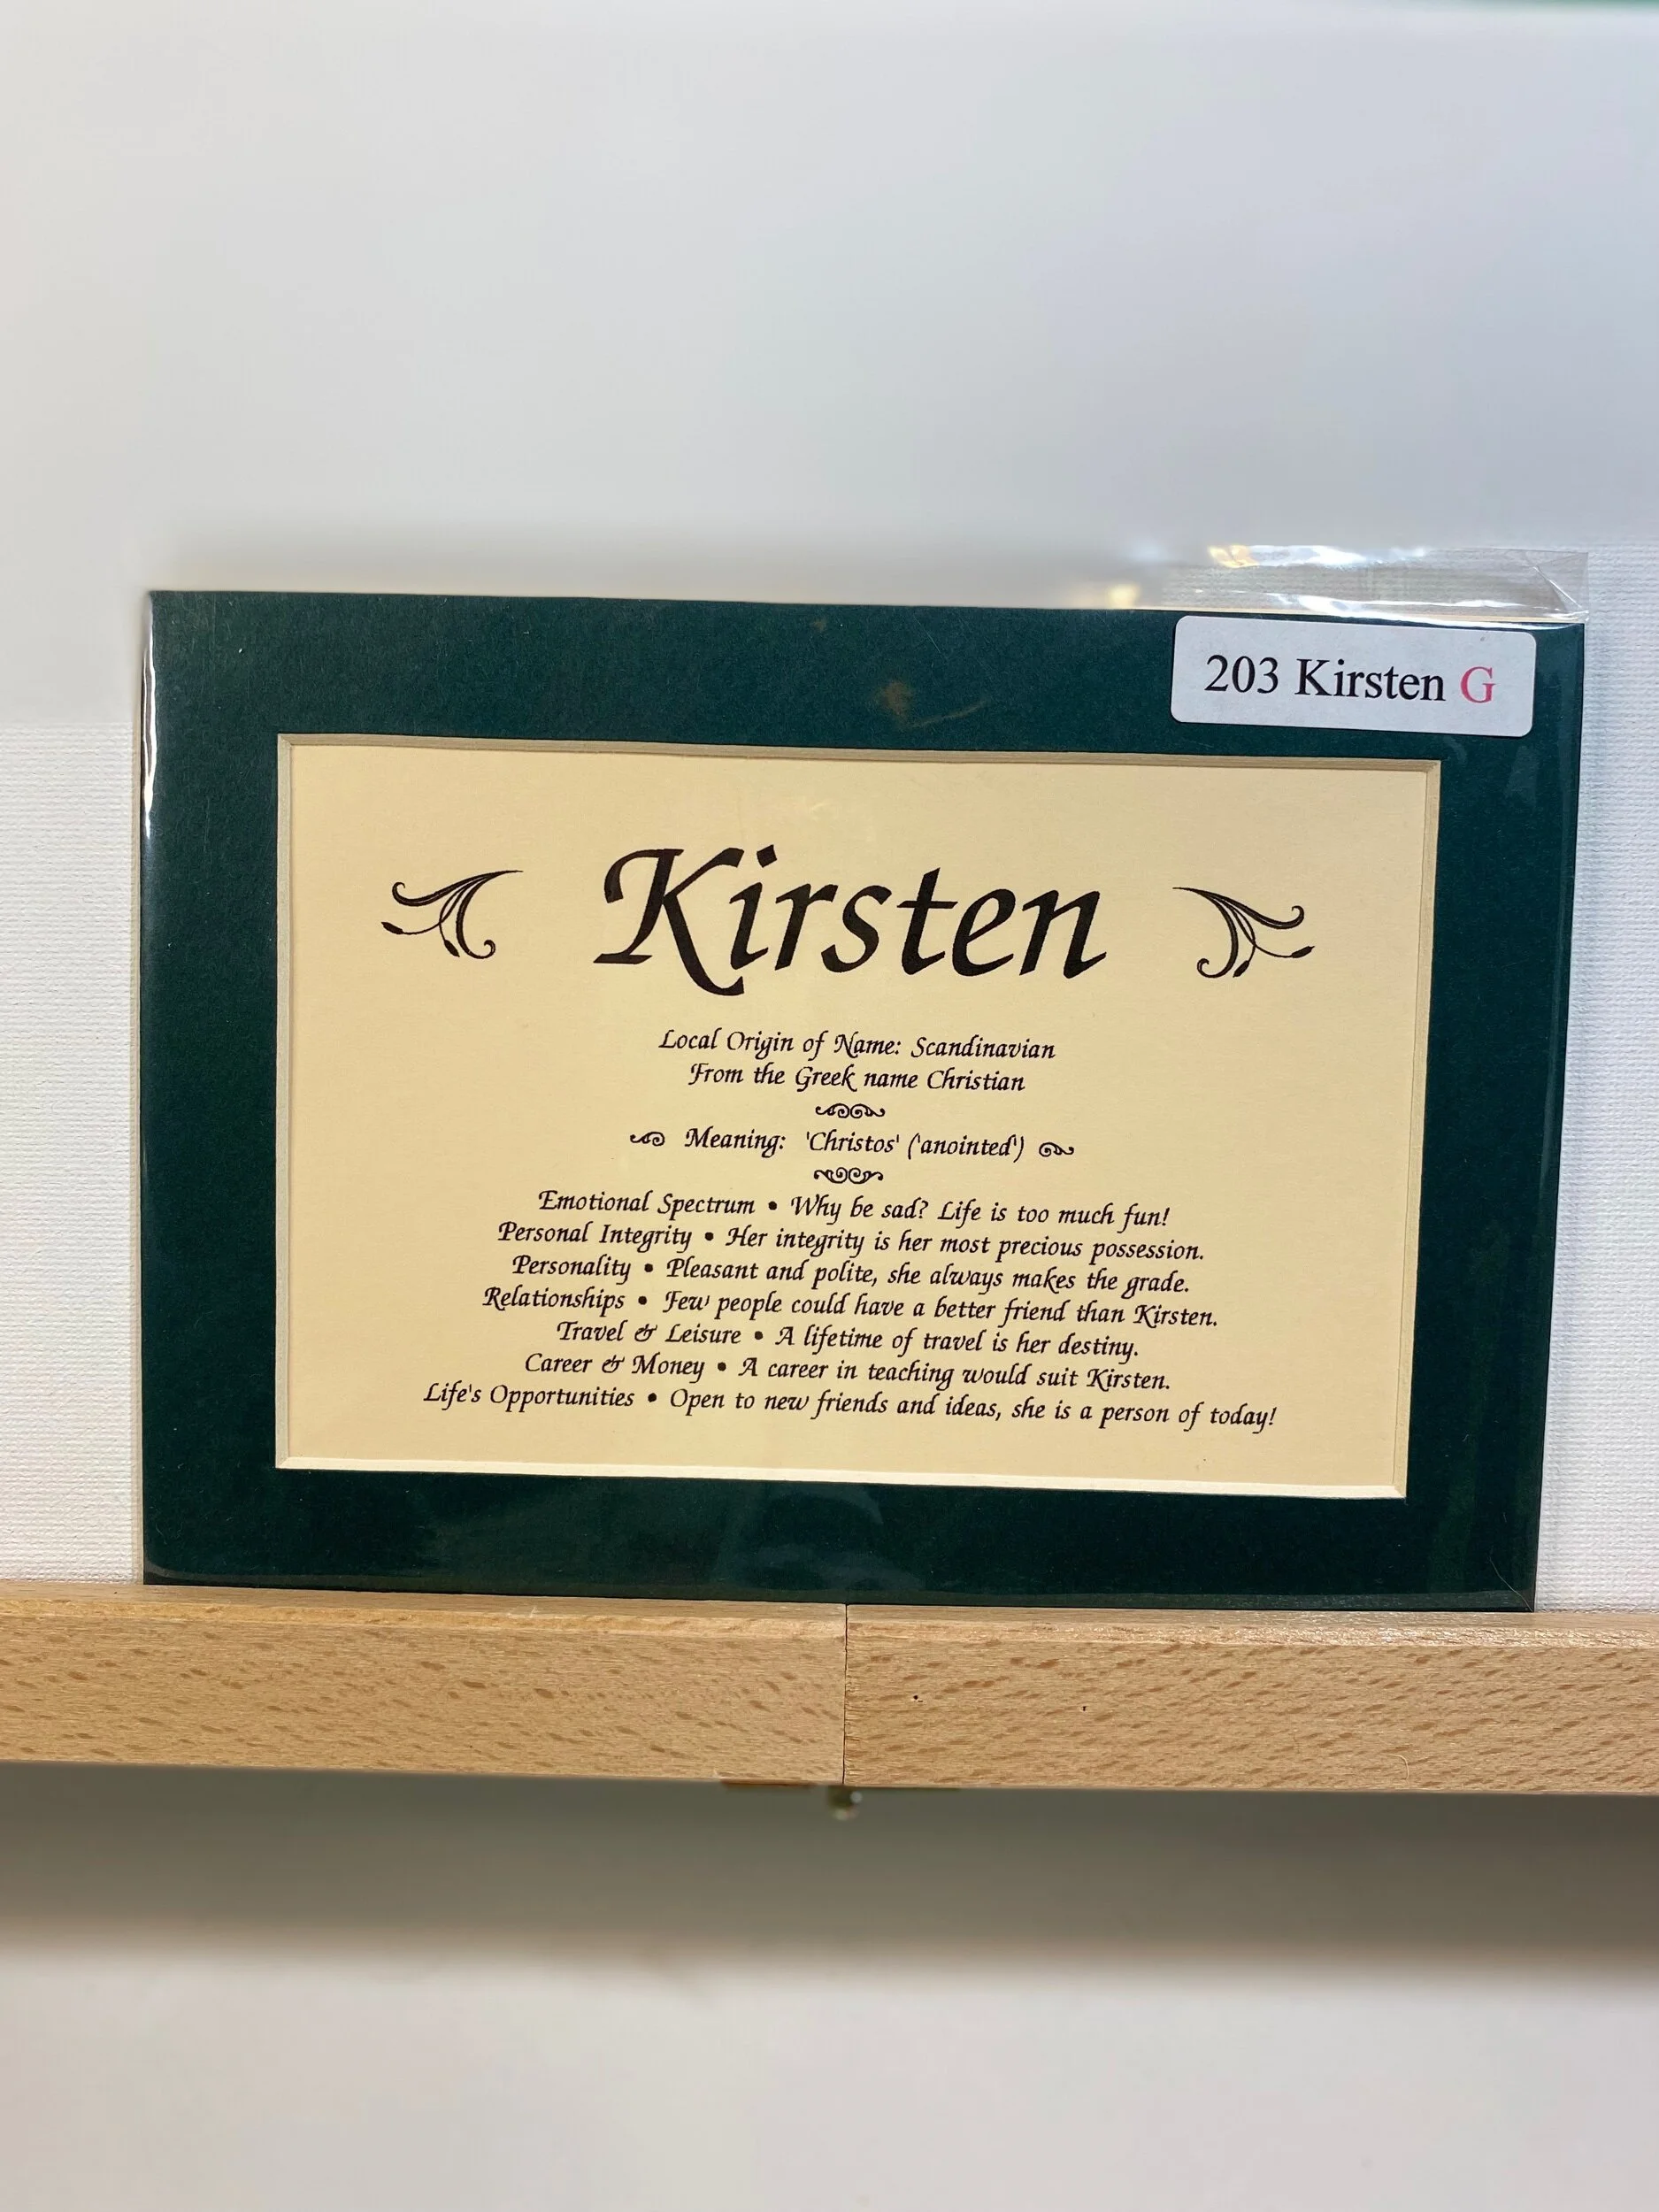 203 Kirsten G
Kirsten
Local Origin of Name: Scandinavian
From the Greek name Christian
Meaning: 'Christos' ('anointed')
Emotional Spectrum • Why be sad? Life is too much fun!
Personal Integrity • Her integrity is her most precious possession.
Personality • Pleasant and polite, she always makes the grade.
Relationships • Few people could have a better friend than Kirsten.
Travel & Leisure • A lifetime of travel is her destiny.
Career & Money • A career in teaching would suit Kirsten.
Life's Opportunities • Open to new friends and ideas, she is a person of today!